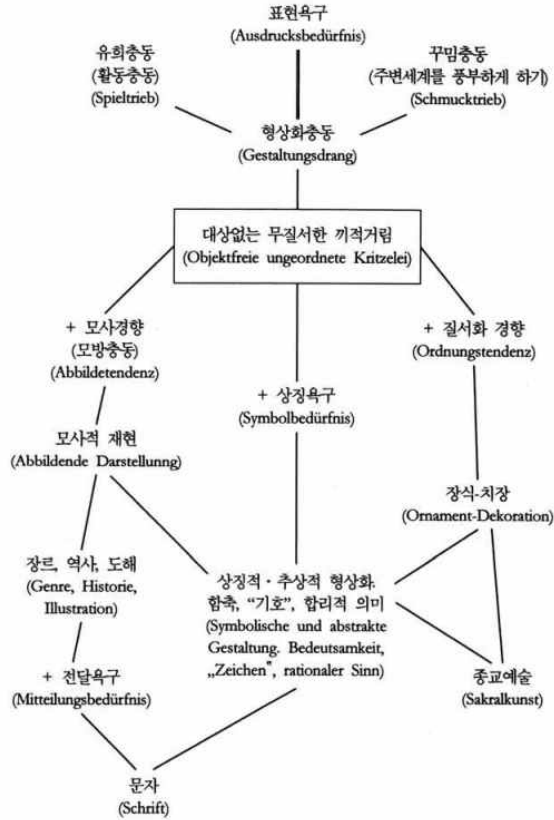 표현욕구
(Ausdrucksbedürfnis)
유희충동
(활동충동)
(Spieltrieb)
꾸밈충동
(주변세계를 풍부하게 하기)
(Schmucktrieb)
형상화충동
(Gestaltungsdrang)
대상없는 무질서한 끼적거림
(Objektfreie ungeordnete Kritzelei)
+ 모사경향
(모방충동)
(Abbildetendenz)
+ 상징욕구
(Symbolbedürfnis)
+ 질서화 경향
(Ordnungstendenz)
모사적 재현
(Abbildende Darstellunng)
장식-치장
(Ornament-Dekoration)
장르, 역사, 도해
(Genre, Historie,
Illustration)
상징적·추상적 형상화.
함축, "기호", 합리적 의미
(Symbolische und abstrakte
Gestaltung. Bedeutsamkeit,
„Zeichen", rationaler Sinn)
+ 전달욕구
(Mitteilungsbedürfnis)
종교예술
(Sakralkunst)
문자
(Schrift)